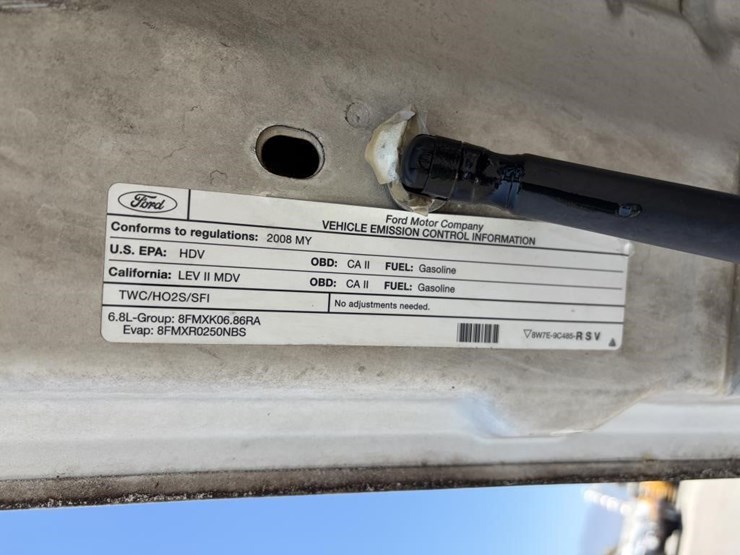 Ford
Ford Motor Company
VEHICLE EMISSION CONTROL INFORMATION
Conforms to regulations: 2008 MY
U.S. EPA: HDV OBD: CA II FUEL: Gasoline
California: LEV II MDV OBD: CA II FUEL: Gasoline
TWC/HO2S/SFI No adjustments needed.
6.8L-Group: 8FMXK06.86RA
Evap: 8FMXR0250NBS
8W7E-9C485-RSV